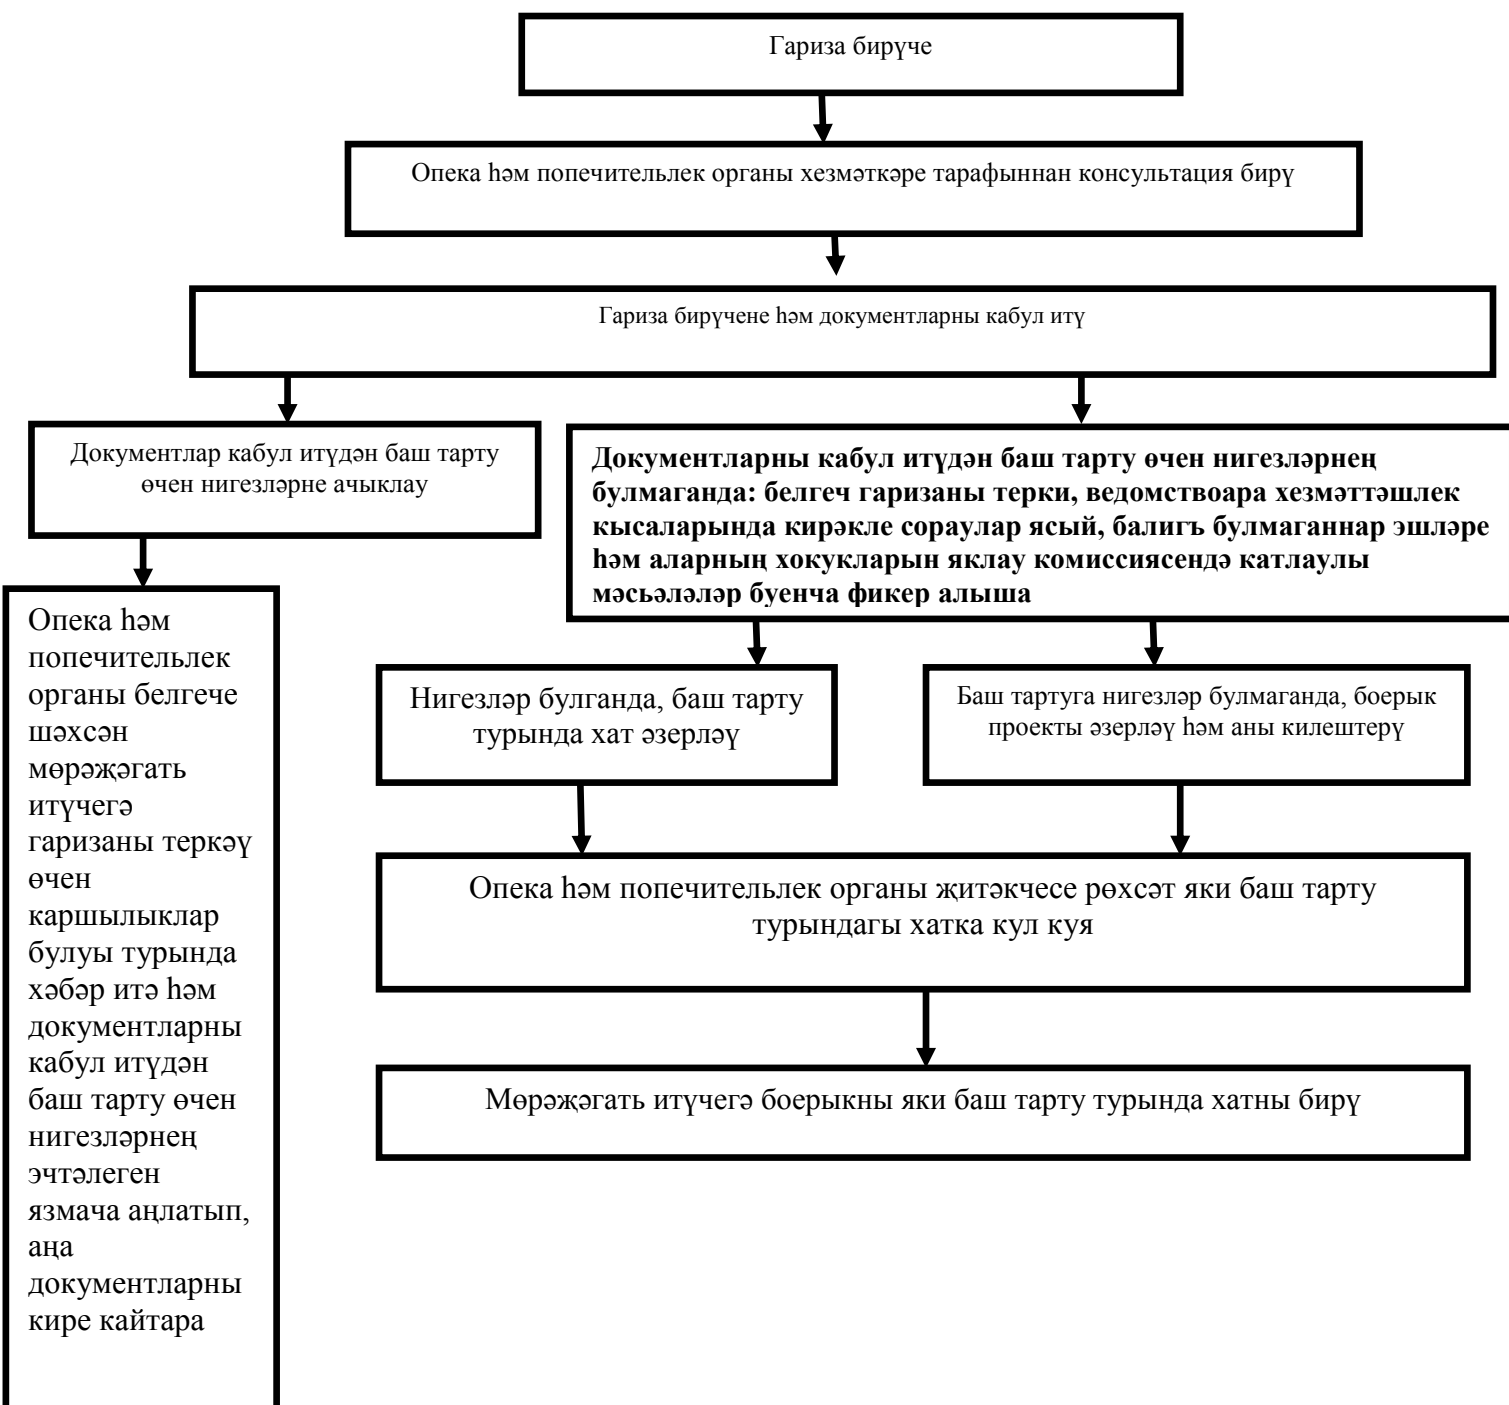 Гариза бирүче
Опека һәм попечительлек органы хезмәткәре тарафыннан консультация бирү
Гариза бирүчене һәм документларны кабул итү
Документлар кабул итүдән баш тарту
өчен нигезләрне ачыклау
Документларны кабул итүдән баш тарту өчен нигезләрнең
булмаганда: белгеч гаризаны терки, ведомствоара хезмәттәшлек
кысаларында кирәкле сораулар ясый, балигъ булмаганнар эшләре
һәм аларның хокукларын яклау комиссиясендә катлаулы
мәсьәләләр буенча фикер алыша
Опека һәм
попечительлек
органы белгече
шәхсән
мөрәҗәгать
итүчегә
гаризаны теркәү
өчен
каршылыклар
булуы турында
хәбәр итә һәм
документларны
кабул итүдән
баш тарту өчен
нигезләрнең
эчтәлеген
язмача аңлатып,
аңа
документларны
кире кайтара
Нигезләр булганда, баш тарту
турында хат әзерләү
Баш тартуга нигезләр булмаганда, боерык
проекты әзерләү һәм аны килештерү
Опека һәм попечительлек органы җитәкчесе рөхсәт яки баш тарту
турындагы хатка кул куя
Мөрәҗәгать итүчегә боерыкны яки баш тарту турында хатны бирү